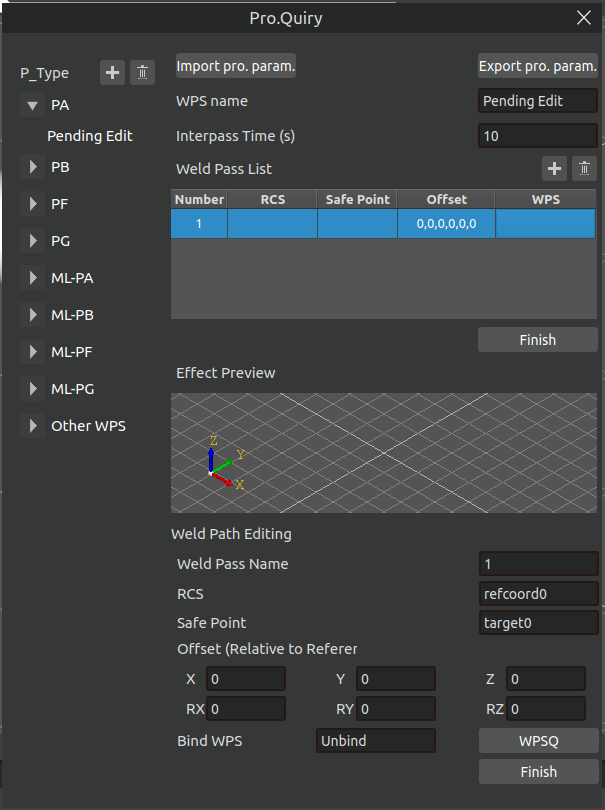 Pro.Quiry
P_Type
PA
Pending Edit
PB
PF
PG
ML-PA
ML-PB
ML-PF
ML-PG
Other WPS
Import pro. param. Export pro. param.
WPS name Pending Edit
Interpass Time (s) 10
Weld Pass List
Number RCS Safe Point Offset WPS
1 0,0,0,0,0,0
Finish
Effect Preview
Z
Y
X
Weld Path Editing
Weld Pass Name 1
RCS refcoord0
Safe Point target0
Offset (Relative to Referer
X 0 Y 0 Z 0
RX 0 RY 0 RZ 0
Bind WPS Unbind WPSQ
Finish